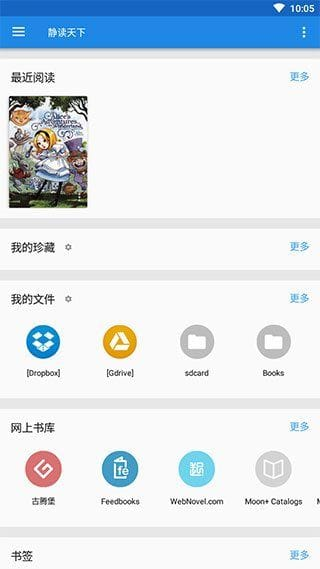 10:05
静读天下
最近阅读 更多
Alice's
Adventures
in
Wonderland
我的珍藏 更多
我的文件 更多
[Dropbox] [Gdrive] sdcard Books
网上书库 更多
fe
古腾堡 Feedbooks WebNovel.com Moon+ Catalogs
书签 更多